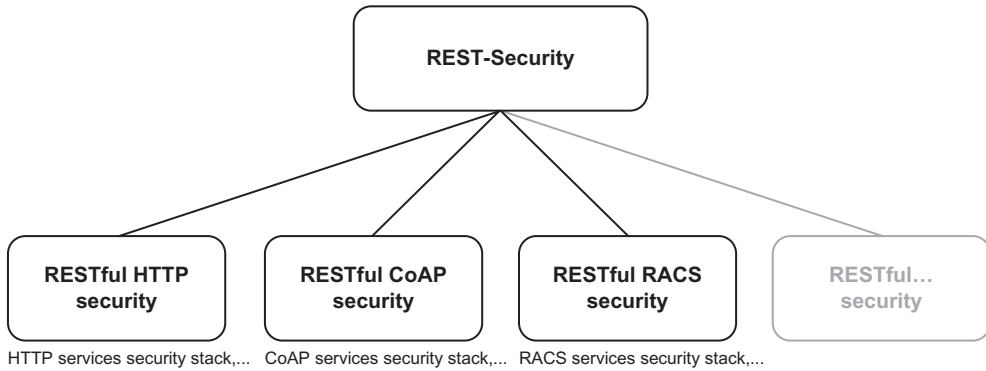 REST-Security
RESTful HTTP
security
RESTful CoAP
security
RESTful RACS
security
RESTful…
security
HTTP services security stack,...
CoAP services security stack,...
RACS services security stack,...